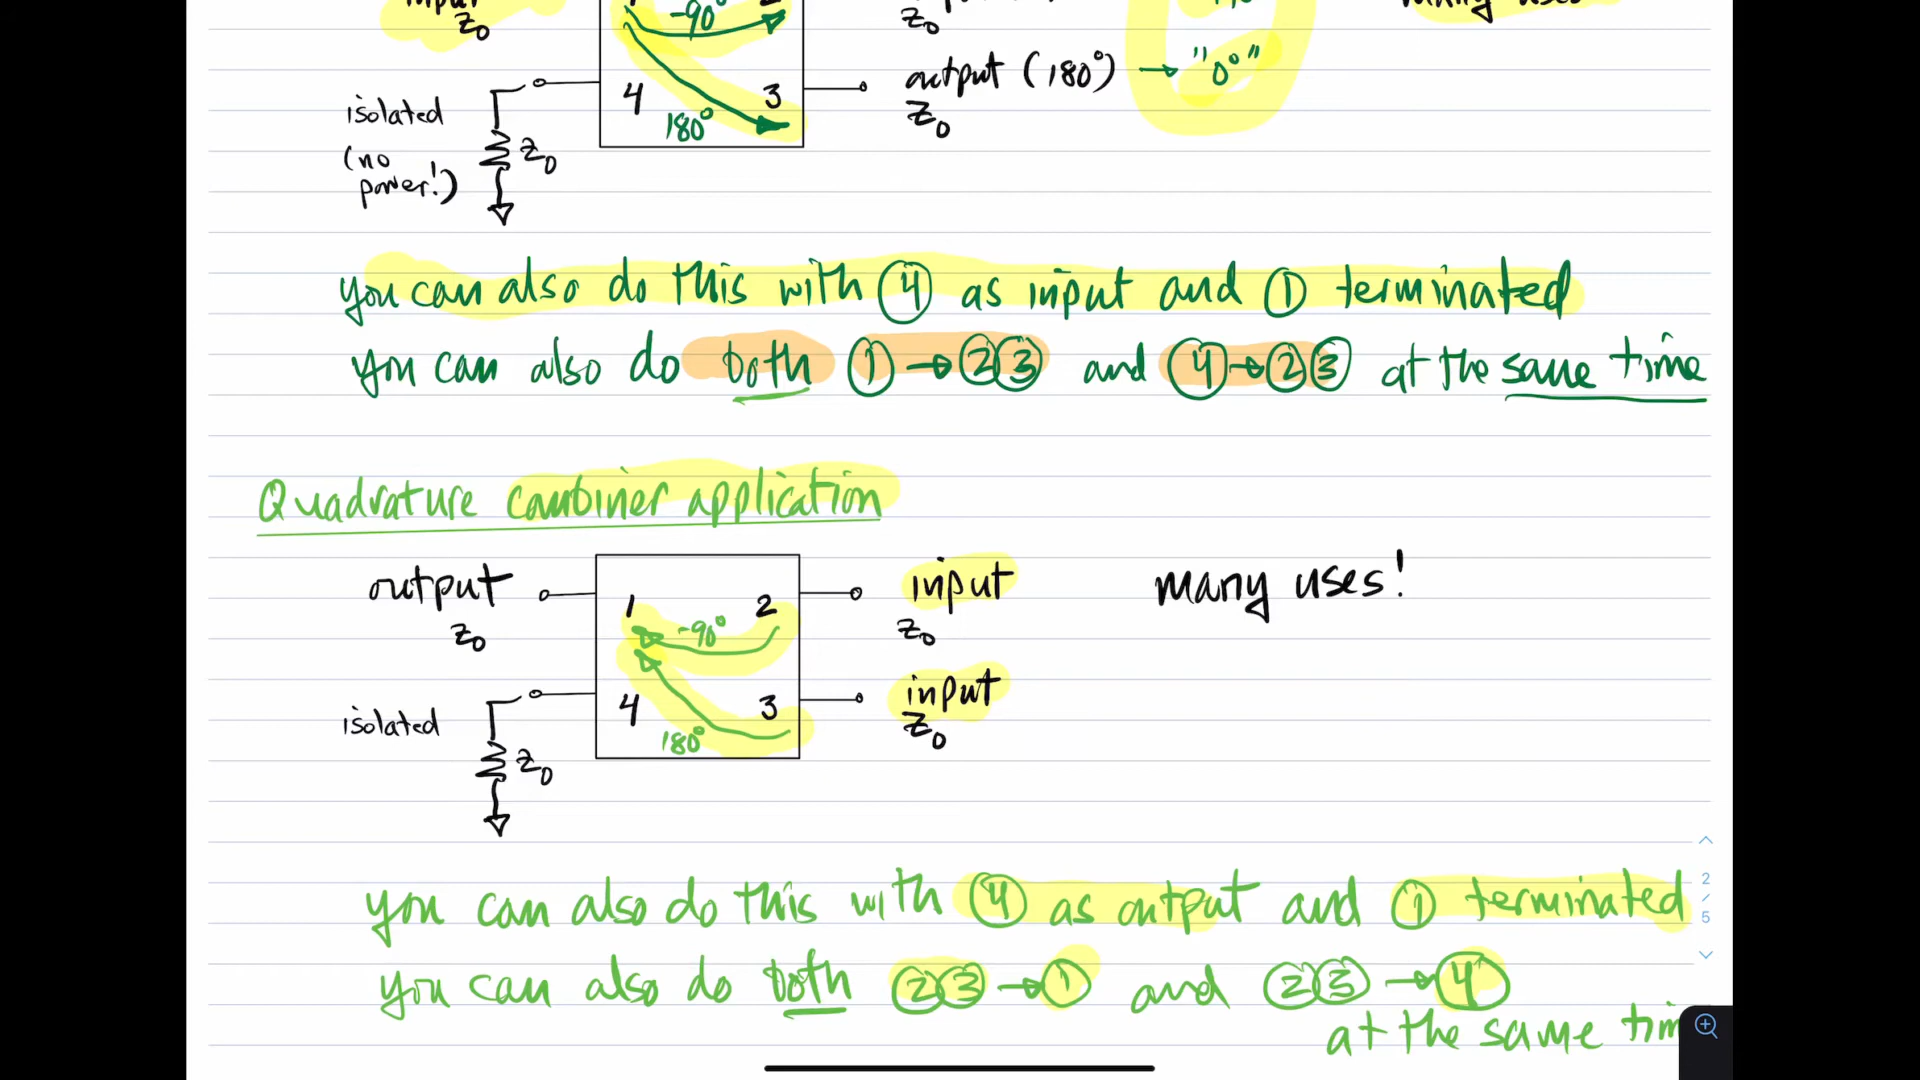 Z₀
-90°
Z₀
isolated
4
3
output (180°) → "0°"
Z₀
180°
(no
power!)
Z₀
you can also do this with ④ as input and ① terminated
you can also do both ① → ②③ and ④ → ②③ at the same time
Quadrature combiner application
output
1
2
input
many uses!
Z₀
-90°
Z₀
isolated
4
3
input
180°
Z₀
Z₀
you can also do this with ④ as output and ① terminated
you can also do both ②③ → ① and ②③ → ④
at the same tim
2
/
5